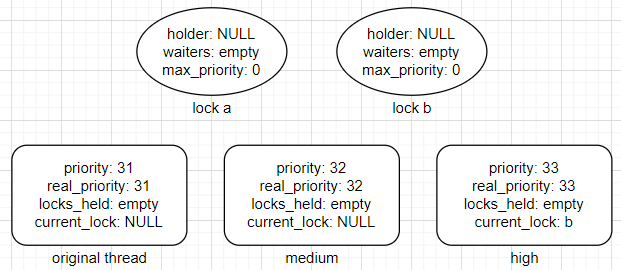 holder: NULL
waiters: empty
max_priority: 0
lock a
holder: NULL
waiters: empty
max_priority: 0
lock b
priority: 31
real_priority: 31
locks_held: empty
current_lock: NULL
original thread
priority: 32
real_priority: 32
locks_held: empty
current_lock: NULL
medium
priority: 33
real_priority: 33
locks_held: empty
current_lock: b
high